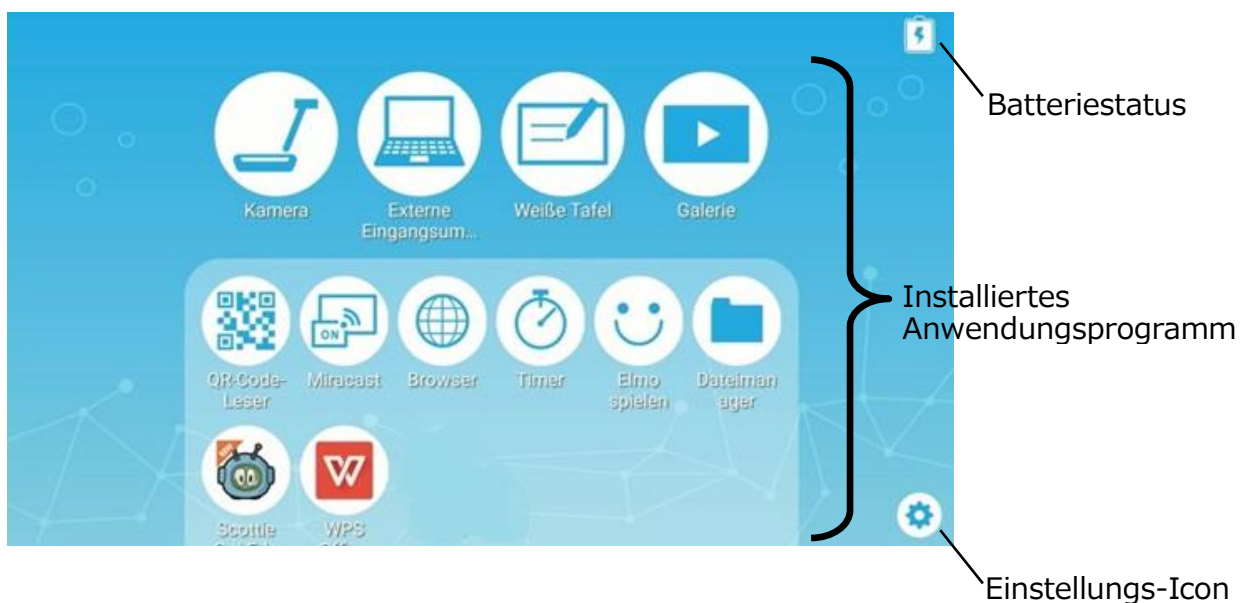 Batteriestatus
Kamera
Externe
Eingangsum...
Weiße Tafel
Galerie
Installiertes
Anwendungsprogramm
QR-Code-
Leser
ON
Miracast
Browser
Timer
Elmo
spielen
Dateiman
ager
Scottie
WPS
Einstellungs-Icon